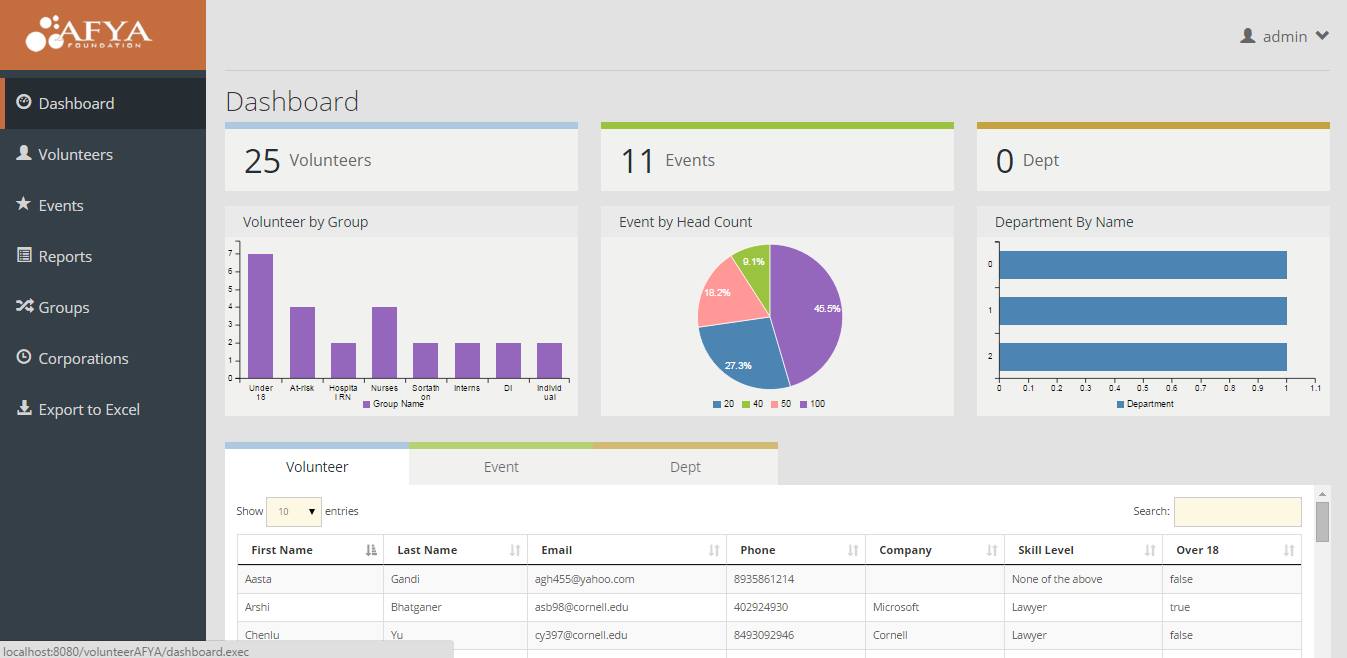 AFYA
FOUNDATION
admin
Dashboard
Volunteers
Events
Reports
Groups
Corporations
Export to Excel
Dashboard
25 Volunteers
11 Events
0 Dept
Volunteer by Group
7
6
5
4
3
2
1
0
Under
18
At-risk
Hospita
l RN
Nurses
Sortath
on
Interns
DI
Individ
ual
Group Name
Event by Head Count
9.1%
18.2%
45.5%
27.3%
20 40 50 100
Department By Name
0
1
2
0 0.1 0.2 0.3 0.4 0.5 0.6 0.7 0.8 0.9 1 1.1
Department
Volunteer Event Dept
Show 10 entries Search:
First Name Last Name Email Phone Company Skill Level Over 18
Aasta Gandi agh455@yahoo.com 8935861214 None of the above false
Arshi Bhatganer asb98@cornell.edu 402924930 Microsoft Lawyer true
Chenlu Yu cy397@cornell.edu 8493092946 Cornell Lawyer false
localhost:8080/volunteerAFYA/dashboard.exec